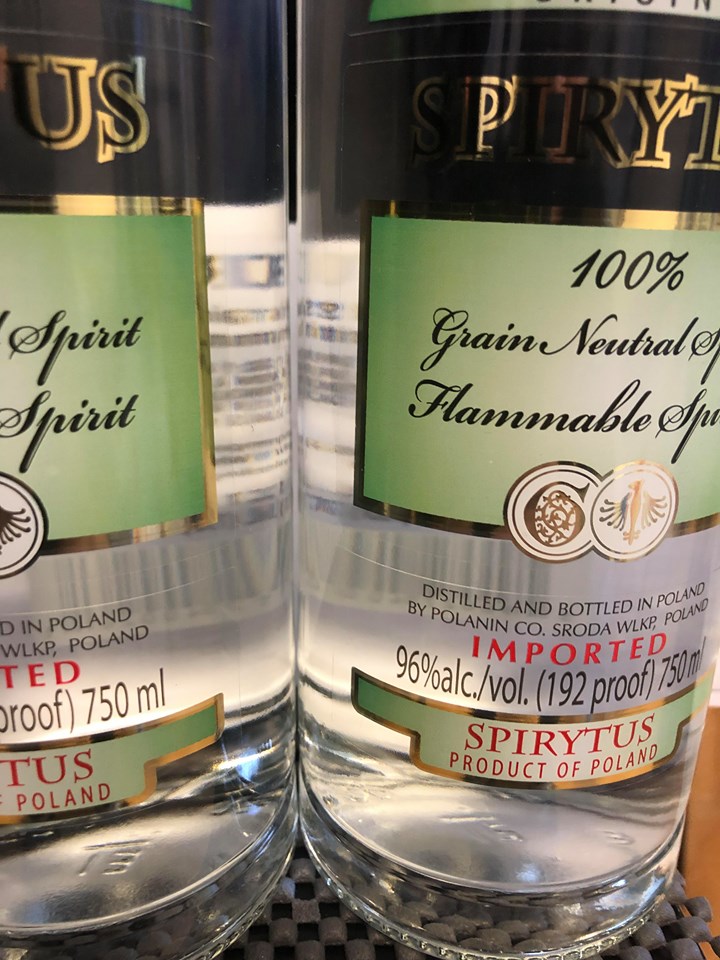 US
Spirit
Spirit
D IN POLAND
WLKP, POLAND
TED
proof) 750 ml
TUS
POLAND
SPIRYT
100%
Grain Neutral Sp
Flammable Spi
DISTILLED AND BOTTLED IN POLAND
BY POLANIN CO. SRODA WLKP, POLAND
IMPORTED
96%alc./vol. (192 proof) 750 ml
SPIRYTUS
PRODUCT OF POLAND